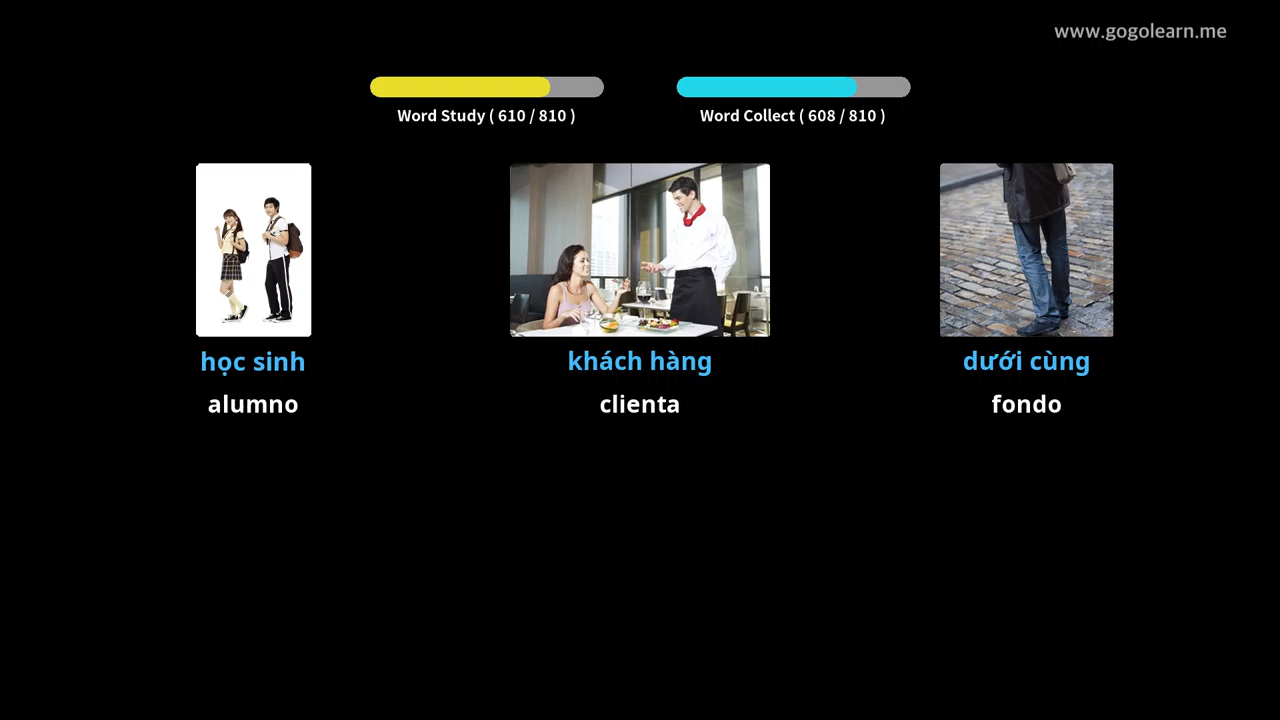 www.gogolearn.me
Word Study ( 610 / 810 )
Word Collect ( 608 / 810 )
học sinh
khách hàng
dưới cùng
alumno
clienta
fondo